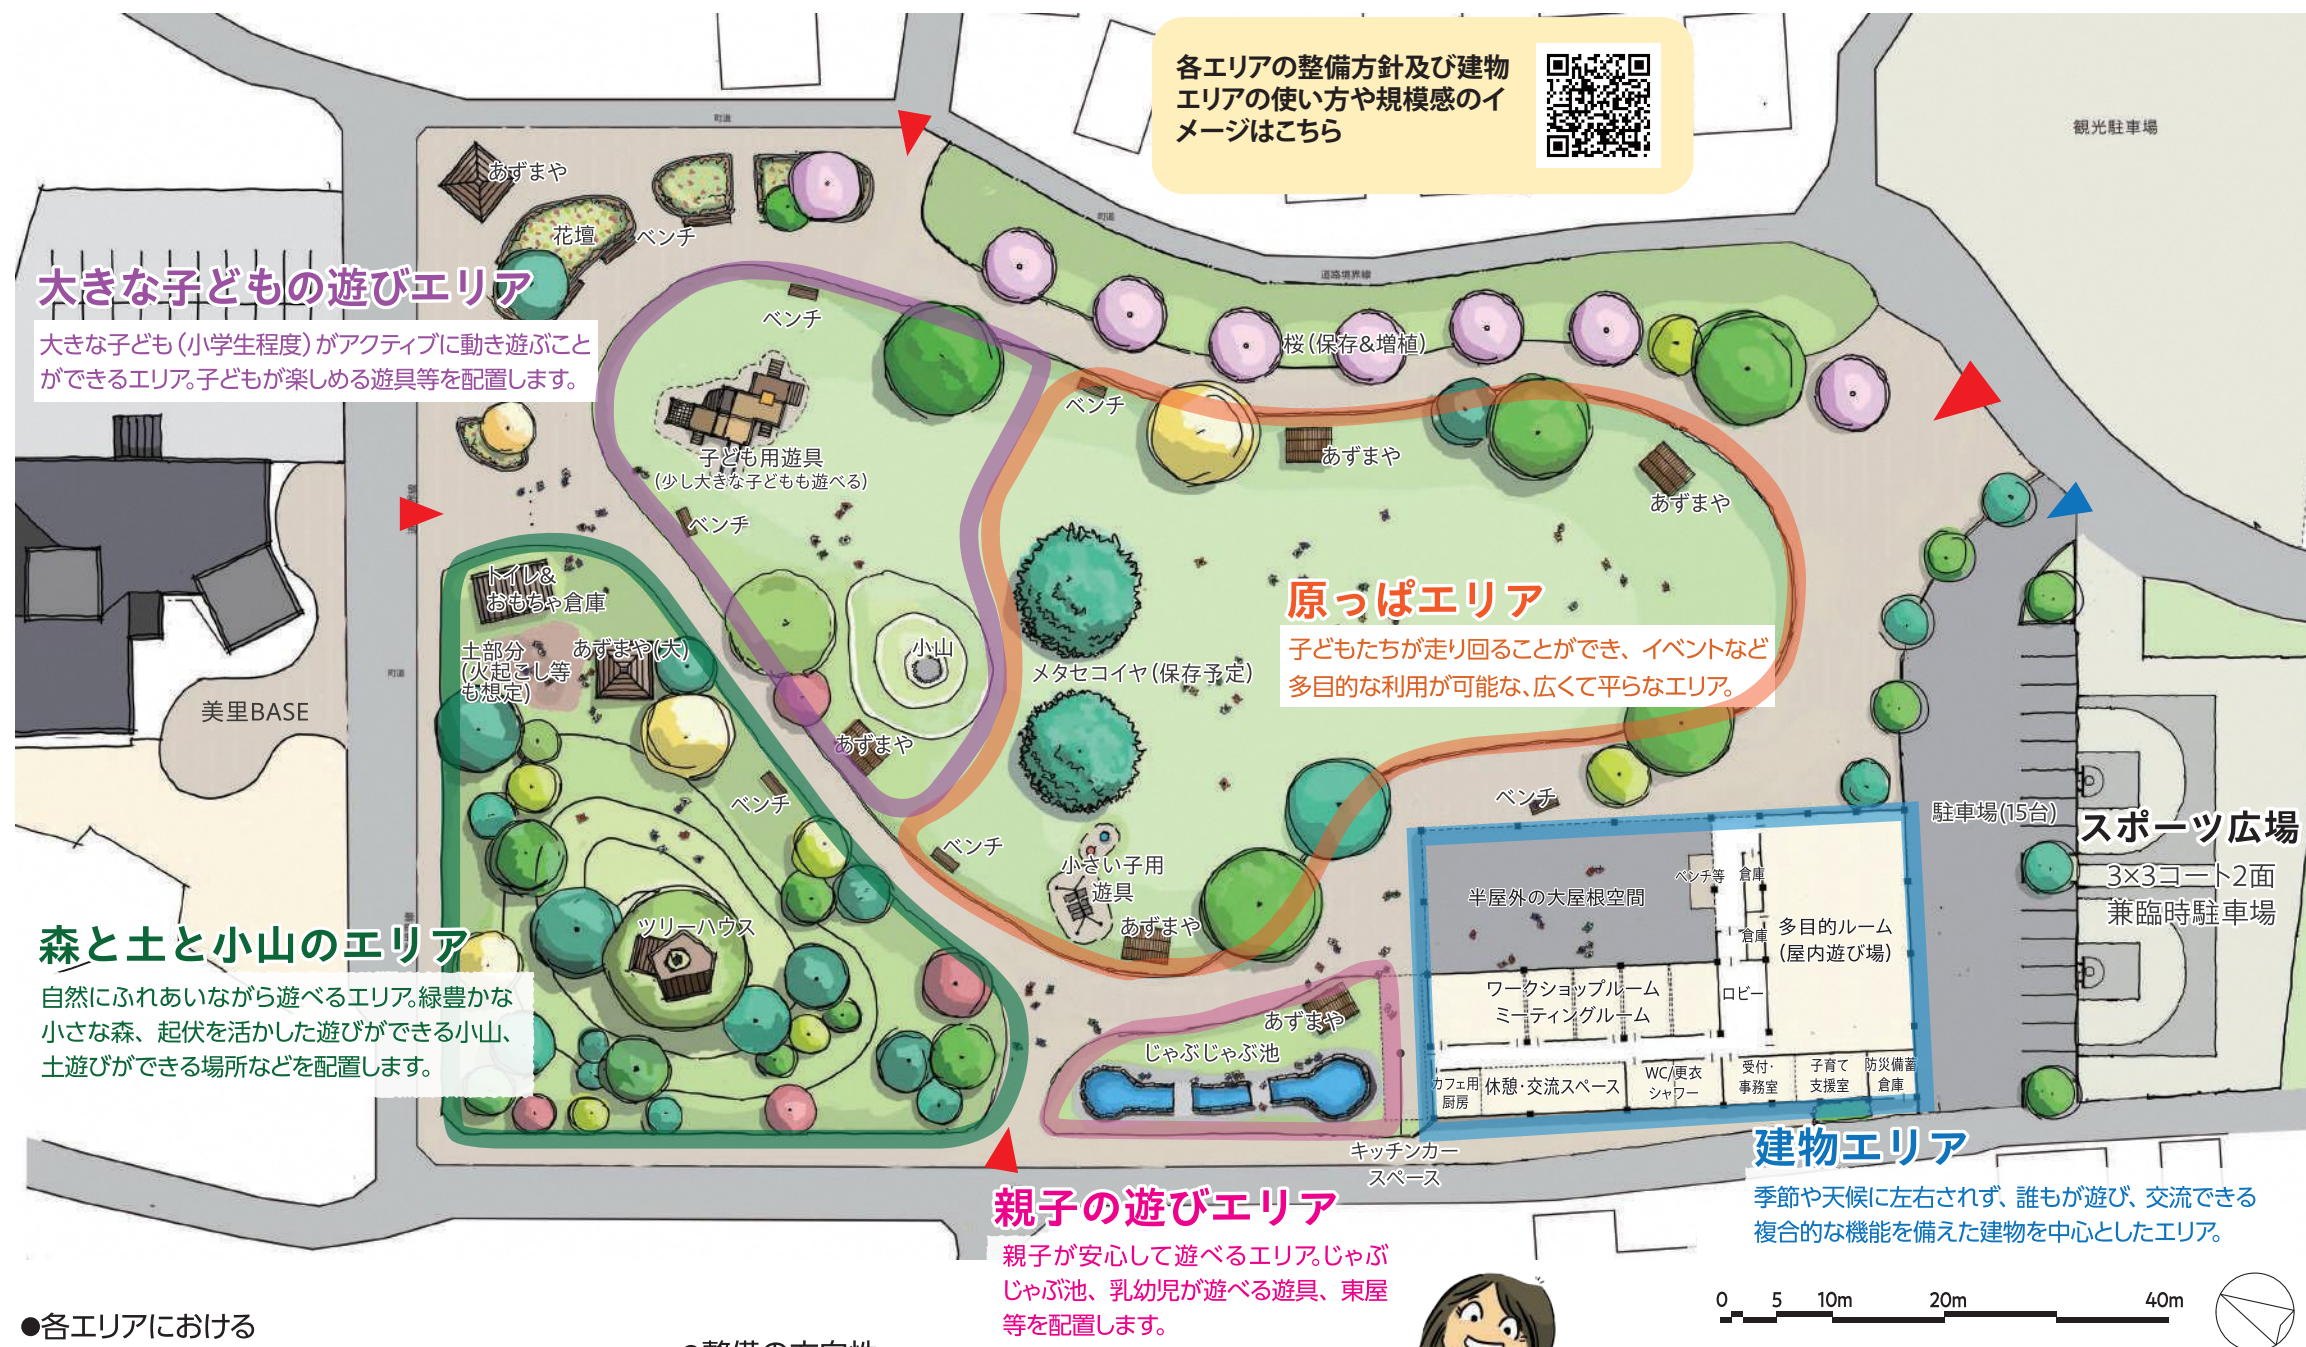 各エリアの整備方針及び建物
エリアの使い方や規模感のイ
メージはこちら
観光駐車場
町道
町道
道路境界線
あずまや
花壇
ベンチ
大きな子どもの遊びエリア
大きな子ども(小学生程度)がアクティブに動き遊ぶこと
ができるエリア。子どもが楽しめる遊具等を配置します。
ベンチ
桜(保存&増植)
ベンチ
子ども用遊具
(少し大きな子どもも遊べる)
ベンチ
あずまや
あずまや
トイレ&
おもちゃ倉庫
土部分
(火起こし等
も想定)
あずまや(大)
小山
町道
美里BASE
あずまや
ベンチ
メタセコイヤ(保存予定)
原っぱエリア
子どもたちが走り回ることができ、イベントなど
多目的な利用が可能な、広くて平らなエリア。
ベンチ
ベンチ
小さい子用
遊具
あずまや
駐車場(15台)
スポーツ広場
3×3コート2面
兼臨時駐車場
森と土と小山のエリア
自然にふれあいながら遊べるエリア。緑豊かな
小さな森、起伏を活かした遊びができる小山、
土遊びができる場所などを配置します。
ツリーハウス
半屋外の大屋根空間
ベンチ等
倉庫
倉庫
多目的ルーム
(屋内遊び場)
ワークショップルーム
ミーティングルーム
ロビー
あずまや
じゃぶじゃぶ池
カフェ用
厨房
休憩・交流スペース
WC/更衣
シャワー
受付・
事務室
子育て
支援室
防災備蓄
倉庫
キッチンカー
スペース
建物エリア
季節や天候に左右されず、誰もが遊び、交流できる
複合的な機能を備えた建物を中心としたエリア。
親子の遊びエリア
親子が安心して遊べるエリア。じゃぶ
じゃぶ池、乳幼児が遊べる遊具、東屋
等を配置します。
0 5 10m 20m 40m
●各エリアにおける
●整備の方向性